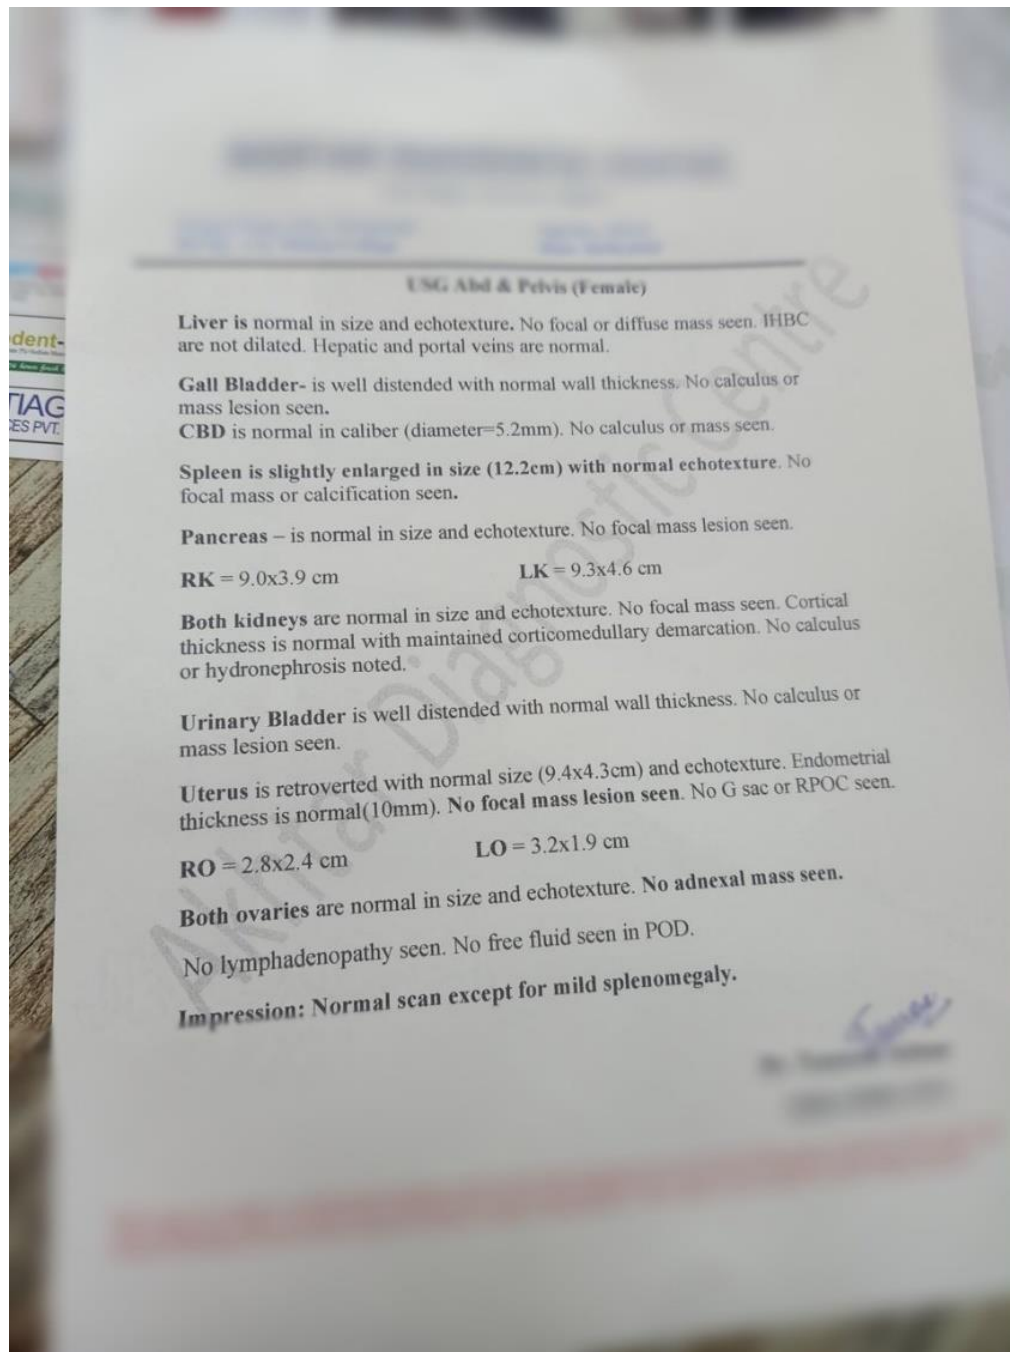 dent-
TIAG
ES PVT.
USG Abd & Pelvis (Female)
Liver is normal in size and echotexture. No focal or diffuse mass seen. IHBC
are not dilated. Hepatic and portal veins are normal.
Gall Bladder- is well distended with normal wall thickness. No calculus or
mass lesion seen.
CBD is normal in caliber (diameter=5.2mm). No calculus or mass seen.
Spleen is slightly enlarged in size (12.2cm) with normal echotexture. No
focal mass or calcification seen.
Pancreas – is normal in size and echotexture. No focal mass lesion seen.
RK = 9.0x3.9 cm LK = 9.3x4.6 cm
Both kidneys are normal in size and echotexture. No focal mass seen. Cortical
thickness is normal with maintained corticomedullary demarcation. No calculus
or hydronephrosis noted.
Urinary Bladder is well distended with normal wall thickness. No calculus or
mass lesion seen.
Uterus is retroverted with normal size (9.4x4.3cm) and echotexture. Endometrial
thickness is normal(10mm). No focal mass lesion seen. No G sac or RPOC seen.
RO = 2.8x2.4 cm LO = 3.2x1.9 cm
Both ovaries are normal in size and echotexture. No adnexal mass seen.
No lymphadenopathy seen. No free fluid seen in POD.
Impression: Normal scan except for mild splenomegaly.
Akhtar Diagnostic Centre